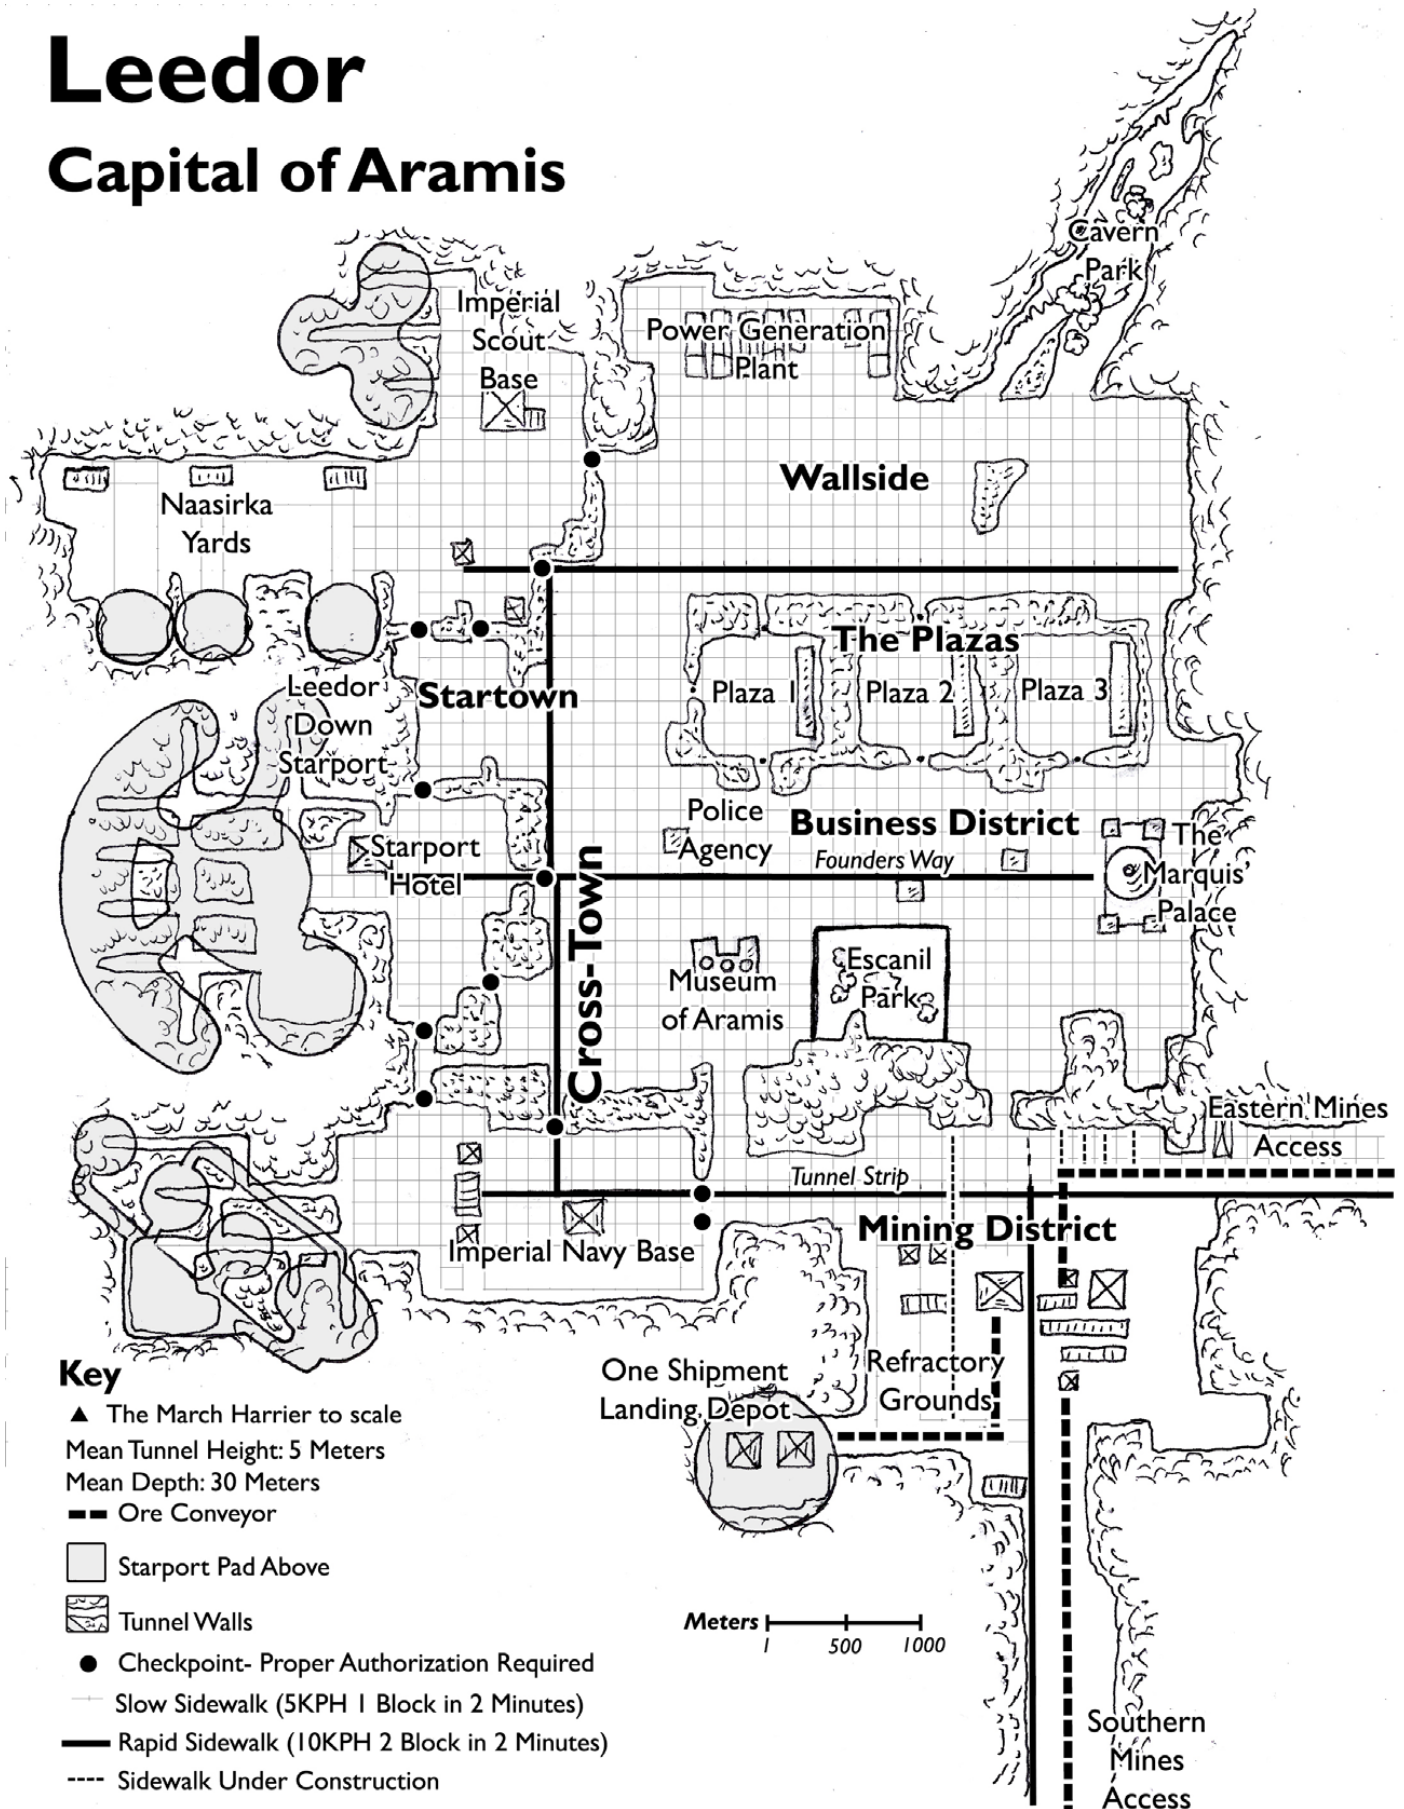 Leedor
Capital of Aramis
Cavern
Park
Imperial
Scout
Base
Power Generation
Plant
Wallside
Naasirka
Yards
The Plazas
Plaza 1
Plaza 2
Plaza 3
Leedor
Down
Starport
Startown
Police
Agency
Business District
Founders Way
The
Marquis'
Palace
Starport
Hotel
Cross-Town
Museum
of Aramis
Escanil
Park
Eastern Mines
Access
Tunnel Strip
Mining District
Imperial Navy Base
One Shipment
Landing Depot
Refractory
Grounds
Key
The March Harrier to scale
Mean Tunnel Height: 5 Meters
Mean Depth: 30 Meters
Ore Conveyor
Starport Pad Above
Tunnel Walls
Checkpoint- Proper Authorization Required
Slow Sidewalk (5KPH 1 Block in 2 Minutes)
Rapid Sidewalk (10KPH 2 Block in 2 Minutes)
Sidewalk Under Construction
Meters
1 500 1000
Southern
Mines
Access